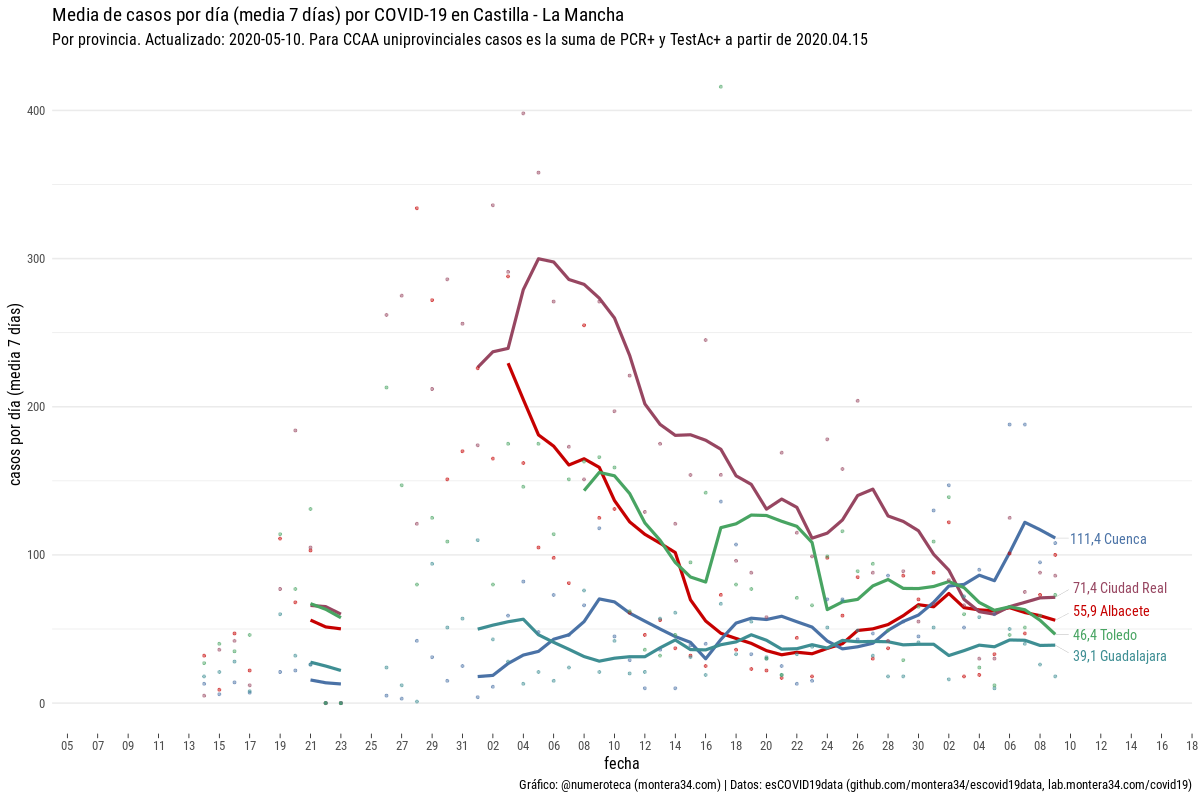 Media de casos por día (media 7 días) por COVID-19 en Castilla - La Mancha
Por provincia. Actualizado: 2020-05-10. Para CCAA uniprovinciales casos es la suma de PCR+ y TestAc+ a partir de 2020.04.15
casos por día (media 7 días)
400
300
200
100
0
111,4 Cuenca
71,4 Ciudad Real
55,9 Albacete
46,4 Toledo
39,1 Guadalajara
05 07 09 11 13 15 17 19 21 23 25 27 29 31 02 04 06 08 10 12 14 16 18 20 22 24 26 28 30 02 04 06 08 10 12 14 16 18
fecha
Gráfico: @numeroteca (montera34.com) | Datos: esCOVID19data (github.com/montera34/escovid19data, lab.montera34.com/covid19)